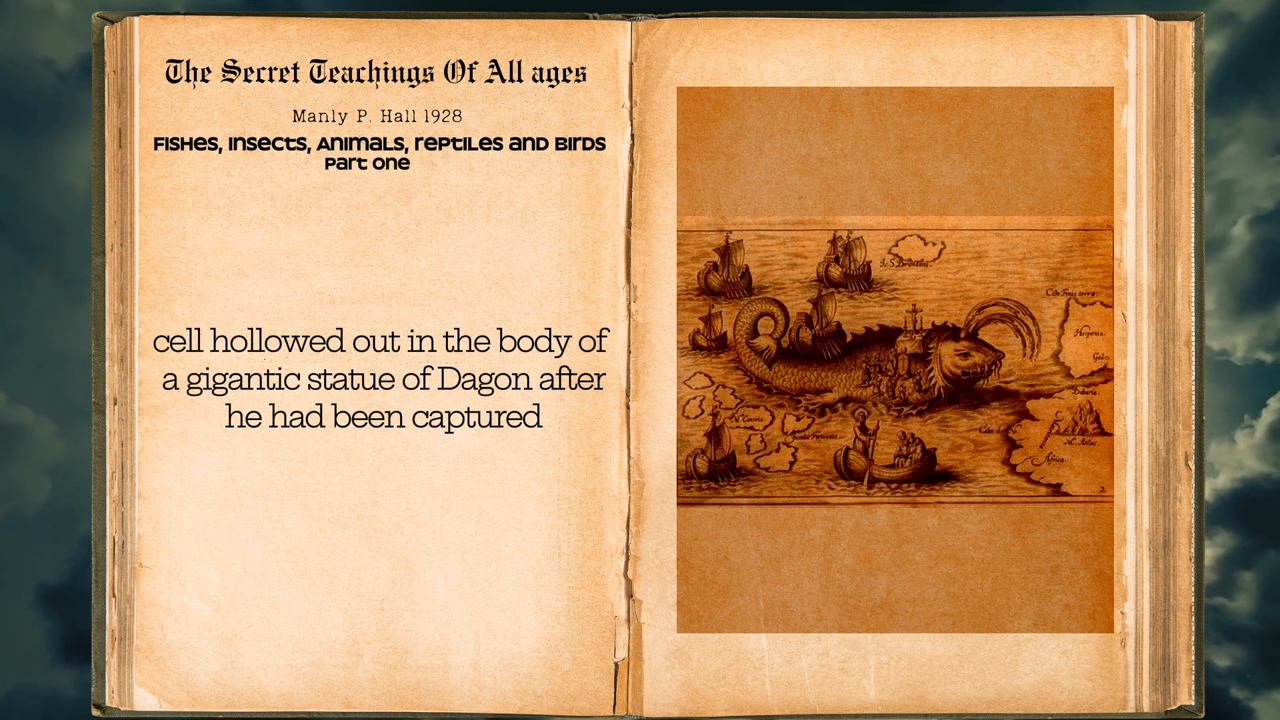 The Secret Teachings Of All ages
Manly P. Hall 1928
Fishes, Insects, Animals, reptiles and Birds
Part one
cell hollowed out in the body of
a gigantic statue of Dagon after
he had been captured
Hispania
Africa